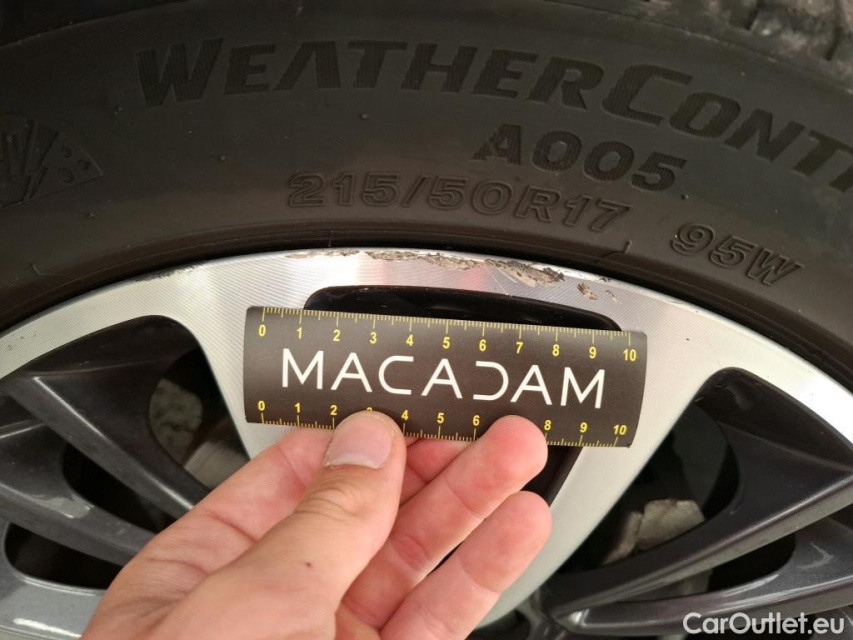 WEATHERCONT
A005
215/50R17 95W
0 1 2 3 4 5 6 7 8 9 10
MACADAM
0 1 2 3 4 5 6 8 9 10
CarOutlet.eu